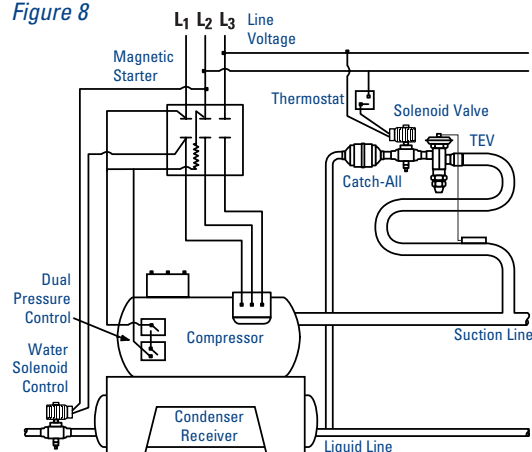 Figure 8
L1 L2 L3
Line
Voltage
Magnetic
Starter
Thermostat
Solenoid Valve
TEV
Catch-All
Dual
Pressure
Control
Compressor
Suction Line
Water
Solenoid
Control
Condenser
Receiver
Liquid Line